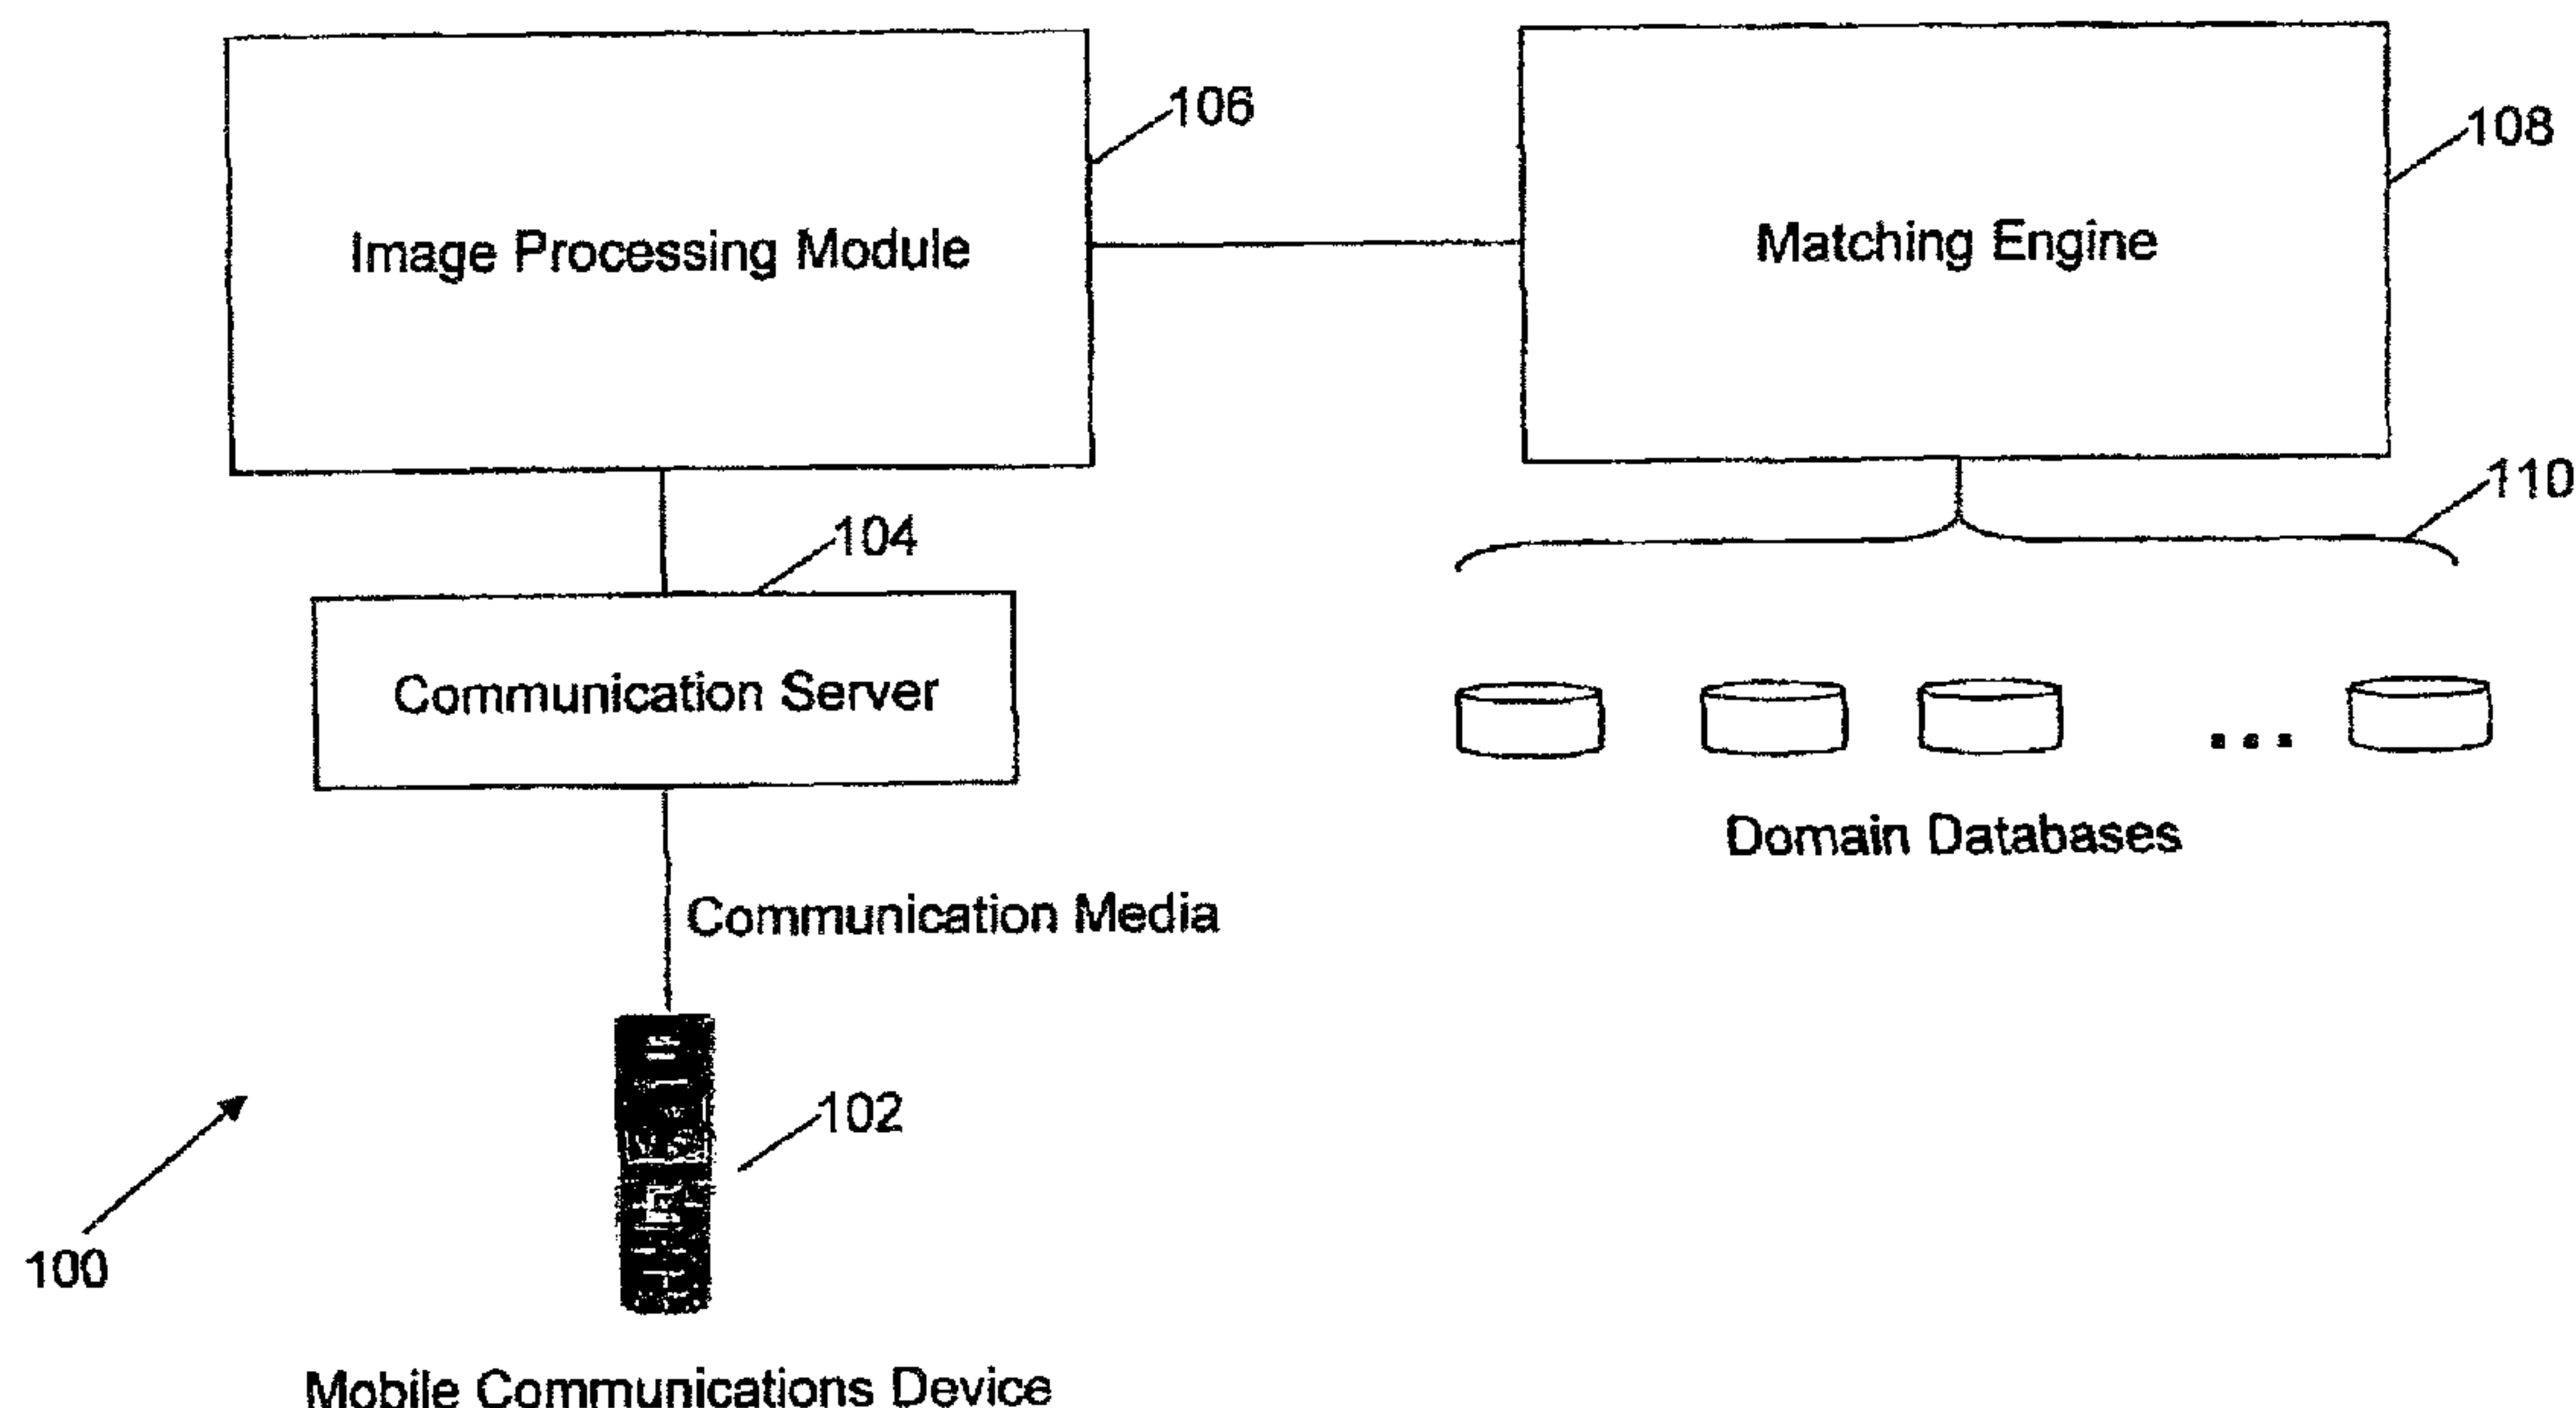 106
108
Image Processing Module
Matching Engine
110
104
Communication Server
Domain Databases
Communication Media
102
100
Mobile Communications Device